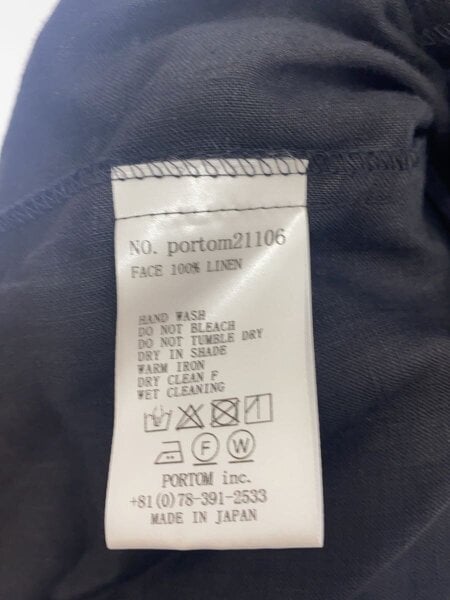 NO. portom21106
FACE 100% LINEN
HAND WASH
DO NOT BLEACH
DO NOT TUMBLE DRY
DRY IN SHADE
WARM IRON
DRY CLEAN F
WET CLEANING
F W
PORTOM inc.
+81(0)78-391-2533
MADE IN JAPAN